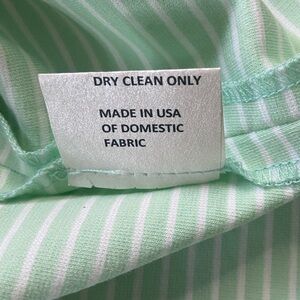 DRY CLEAN ONLY
MADE IN USA
OF DOMESTIC
FABRIC